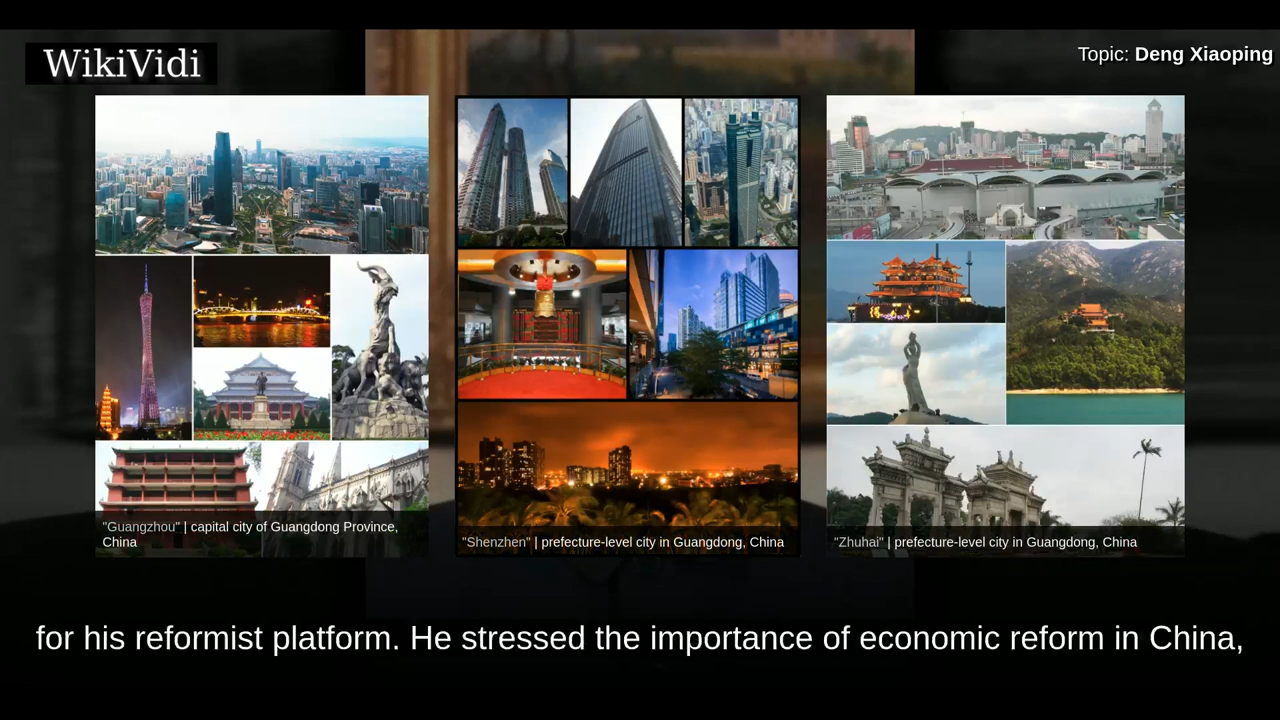 WikiVidi
Topic: Deng Xiaoping
"Guangzhou" | capital city of Guangdong Province,
China
"Shenzhen" | prefecture-level city in Guangdong, China
"Zhuhai" | prefecture-level city in Guangdong, China
for his reformist platform. He stressed the importance of economic reform in China,